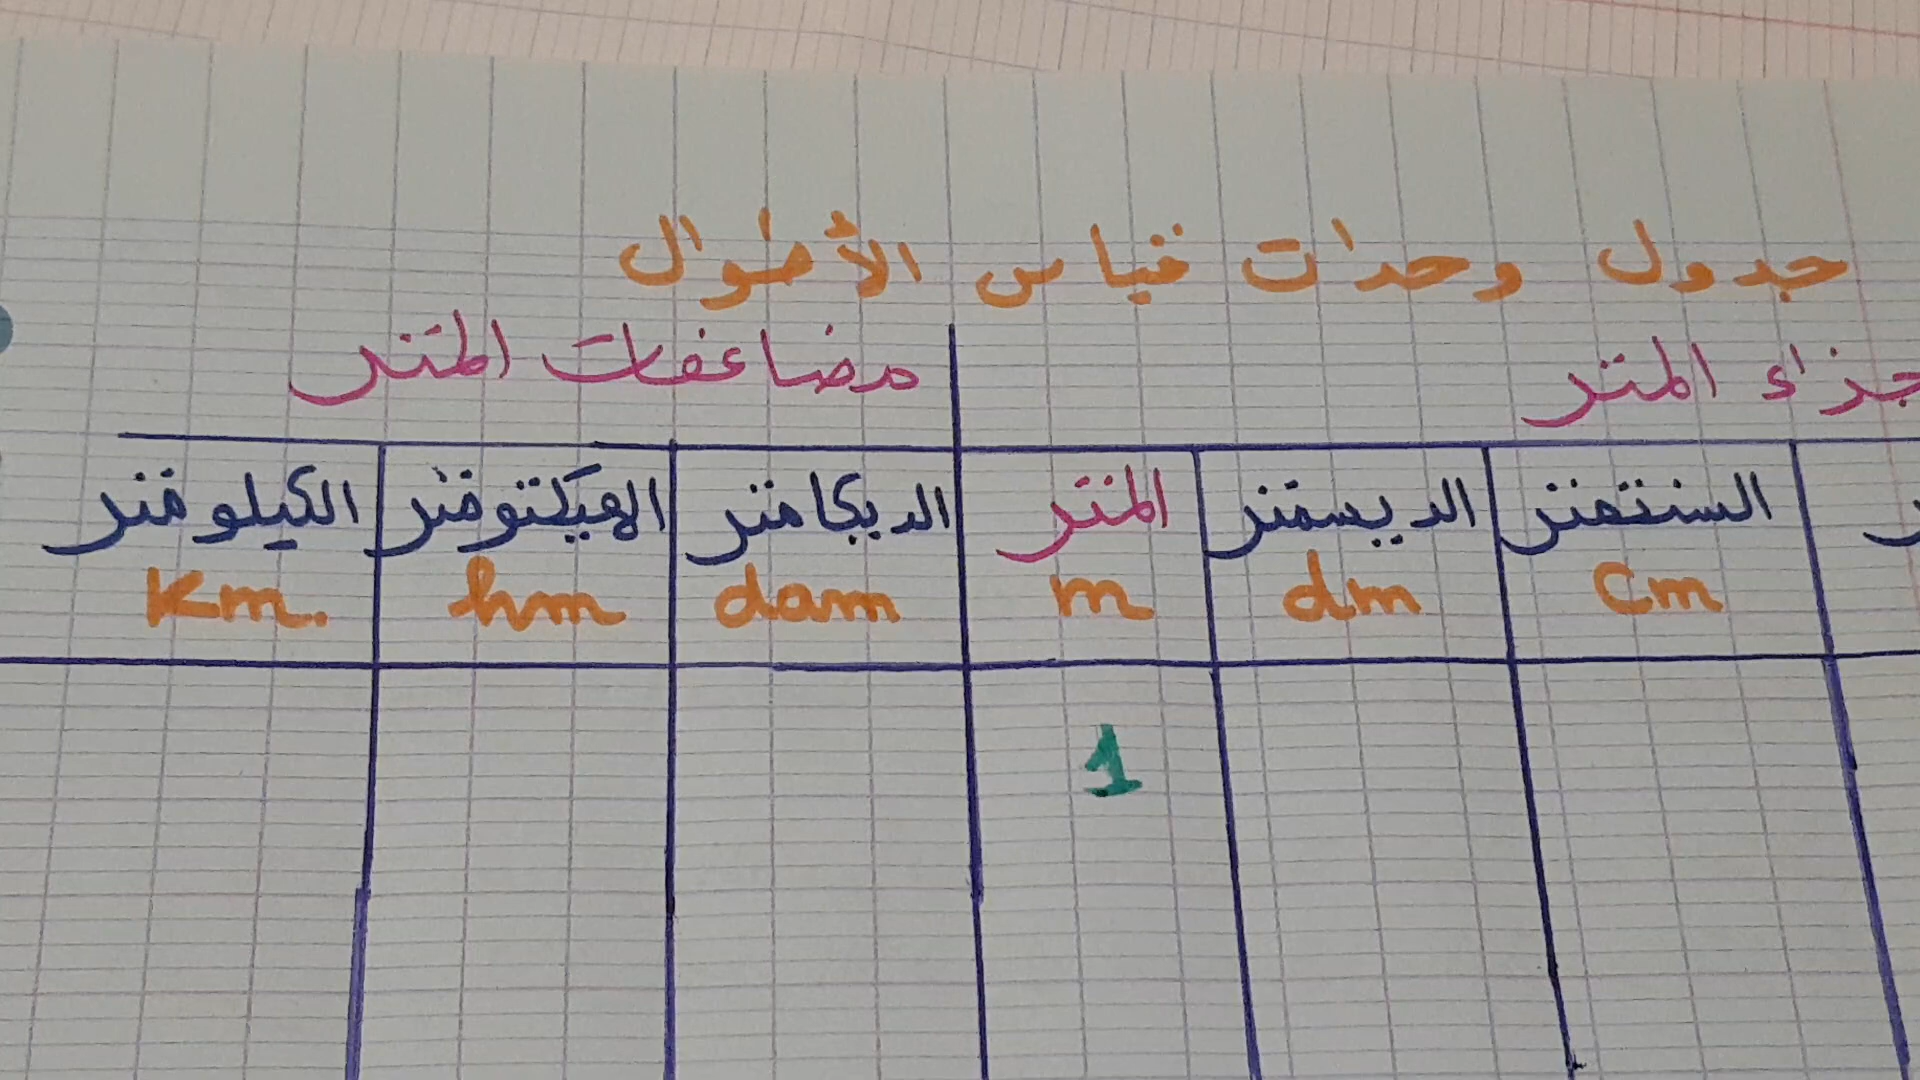 جدول وحدات قياس الأطوال
جزاء المتر مضاعفات المتر
السنتمتر الديسمتر المتر الديكامتر الهيكتومتر الكيلومتر
cm dm m dam hm km.
1